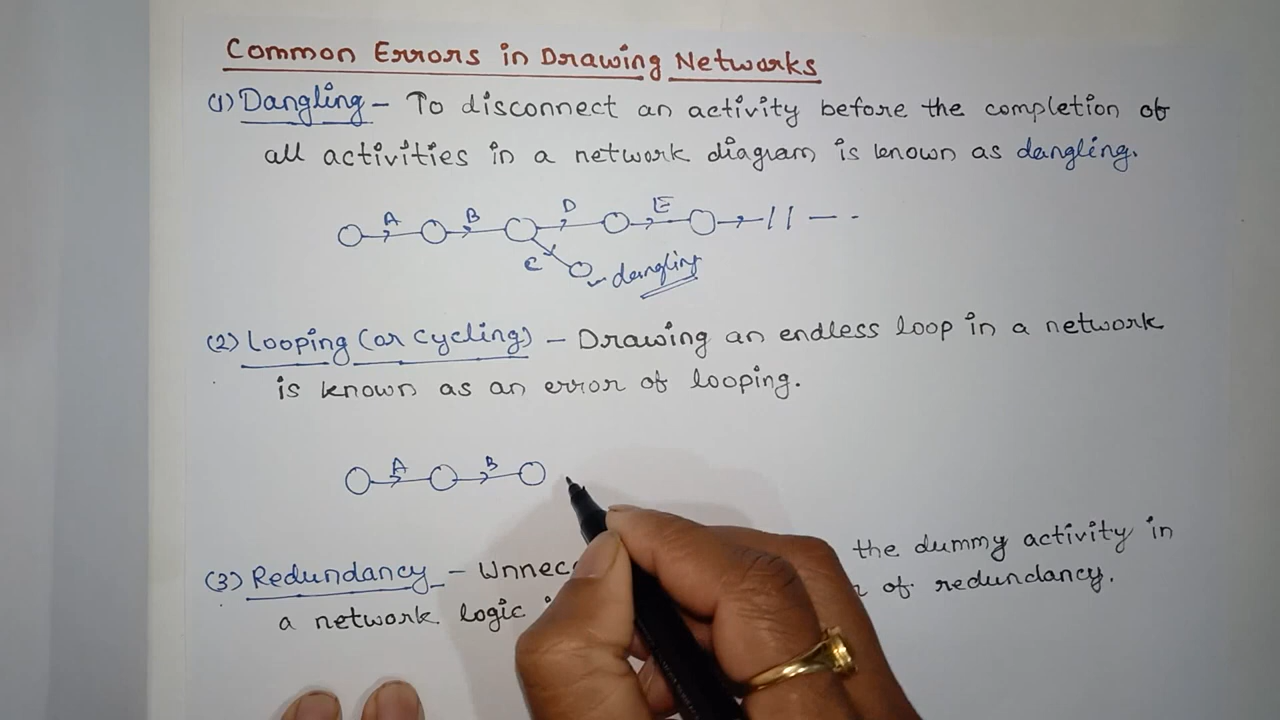 Common Errors in Drawing Networks
(1) Dangling - To disconnect an activity before the completion of
all activities in a network diagram is known as dangling.
A B D E
C dangling
(2) Looping (or Cycling) - Drawing an endless loop in a network
is known as an error of looping.
A B
(3) Redundancy - the dummy activity in
a network logic of redundancy.